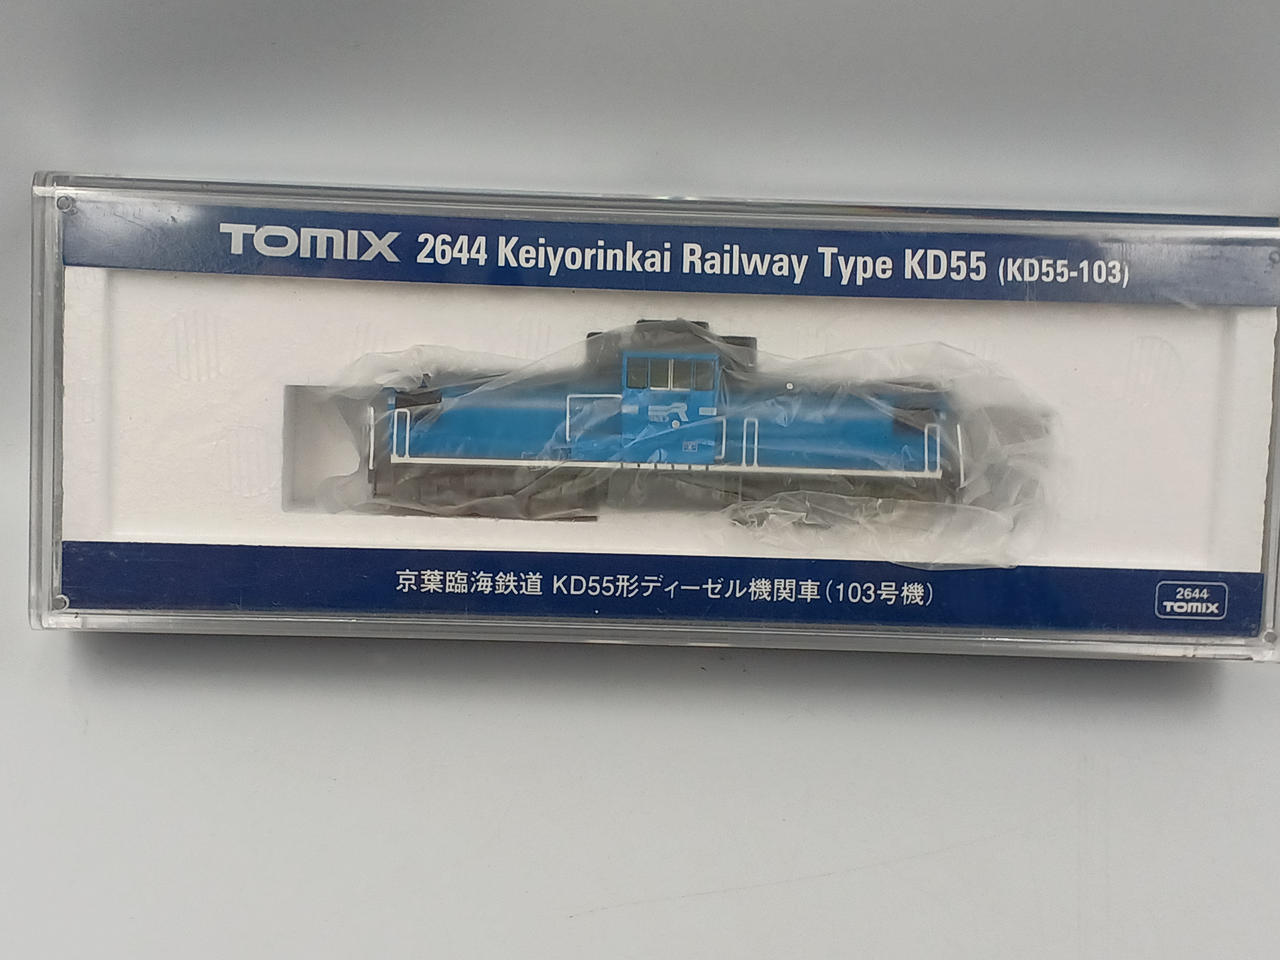 TOMIX 2644 Keiyorinkai Railway Type KD55 (KD55-103)
京葉臨海鉄道 KD55形ディーゼル機関車(103号機)
2644
TOMIX